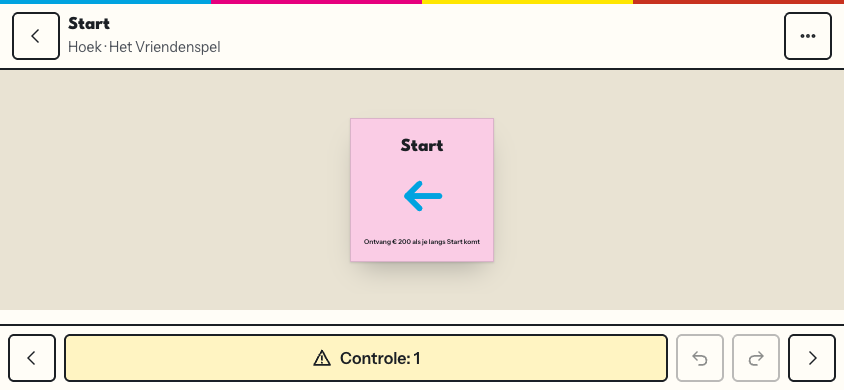 Start
Hoek · Het Vriendenspel
Start
Ontvang € 200 als je langs Start komt
Controle: 1